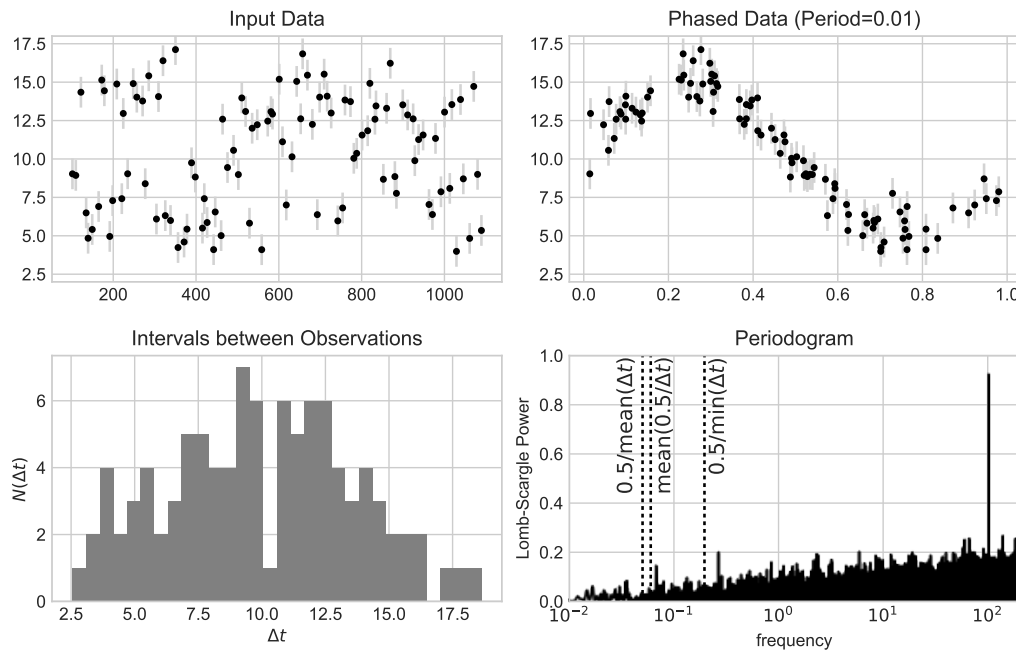 Input Data
17.5
15.0
12.5
10.0
7.5
5.0
2.5
200 400 600 800 1000
Phased Data (Period=0.01)
17.5
15.0
12.5
10.0
7.5
5.0
2.5
0.0 0.2 0.4 0.6 0.8 1.0
Intervals between Observations
N(Δt)
6
4
2
0
2.5 5.0 7.5 10.0 12.5 15.0 17.5
Δt
Periodogram
Lomb-Scargle Power
1.0
0.8
0.6
0.4
0.2
0.0
0.5/mean(Δt)
mean(0.5/Δt)
0.5/min(Δt)
10⁻² 10⁻¹ 10⁰ 10¹ 10²
frequency